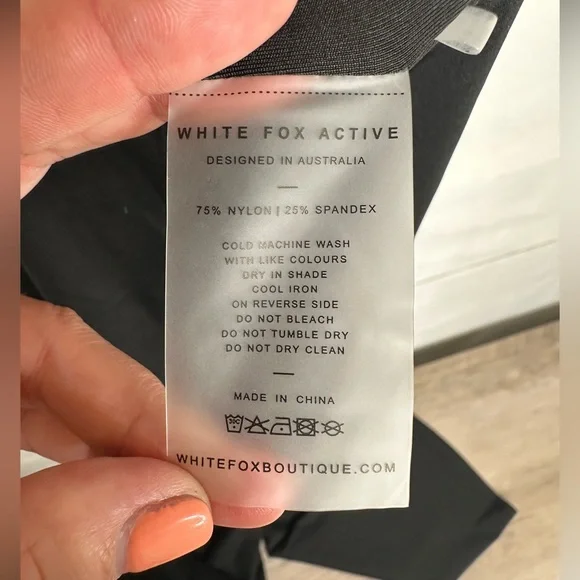 WHITE FOX ACTIVE
DESIGNED IN AUSTRALIA
75% NYLON | 25% SPANDEX
COLD MACHINE WASH
WITH LIKE COLOURS
DRY IN SHADE
COOL IRON
ON REVERSE SIDE
DO NOT BLEACH
DO NOT TUMBLE DRY
DO NOT DRY CLEAN
MADE IN CHINA
WHITEFOXBOUTIQUE.COM